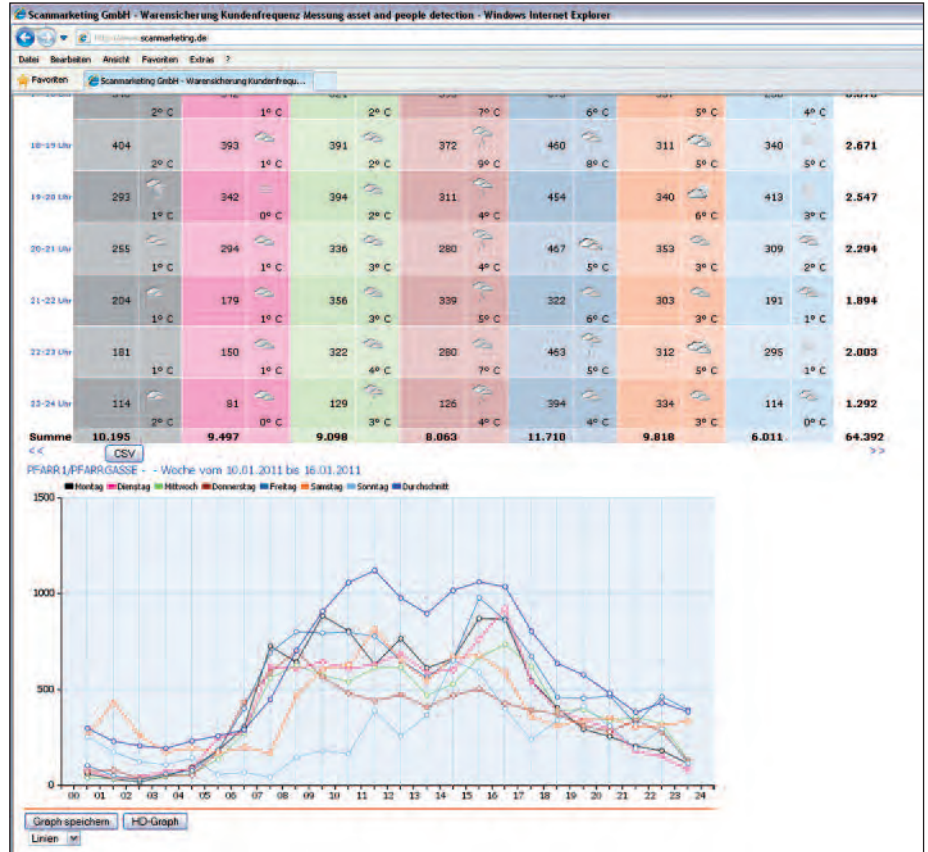 Scanmarketing GmbH - Warensicherung Kundenfrequenz Messung asset and people detection - Windows Internet Explorer
scanmarketing.de
Datei Bearbeiten Ansicht Favoriten Extras ?
Favoriten Scanmarketing GmbH - Warensicherung Kundenfrequ...
2° C 1° C 2° C 7° C 6° C 5° C 4° C
18-19 Uhr 404 393 391 372 460 311 340 2.671
2° C 1° C 2° C 9° C 8° C 5° C 5° C
19-20 Uhr 293 342 394 311 454 340 413 2.547
1° C 0° C 2° C 4° C 6° C 3° C
20-21 Uhr 255 294 336 280 467 353 309 2.294
1° C 1° C 3° C 4° C 5° C 3° C 2° C
21-22 Uhr 204 179 356 339 322 303 191 1.894
1° C 1° C 3° C 5° C 6° C 3° C 1° C
22-23 Uhr 181 150 322 280 463 312 295 2.003
1° C 1° C 4° C 7° C 5° C 5° C 1° C
23-24 Uhr 114 81 129 126 394 334 114 1.292
2° C 0° C 3° C 3° C 4° C 3° C 0° C
Summe 10.195 9.497 9.098 8.063 11.710 9.818 6.011 64.392
<< CSV >>
PFARR1/PFARRGASSE - - Woche vom 10.01.2011 bis 16.01.2011
Montag Dienstag Mittwoch Donnerstag Freitag Samstag Sonntag Durchschnitt
1500
1000
500
0
00 01 02 03 04 05 06 07 08 09 10 11 12 13 14 15 16 17 18 19 20 21 22 23 24
Graph speichern HD-Graph
Linien